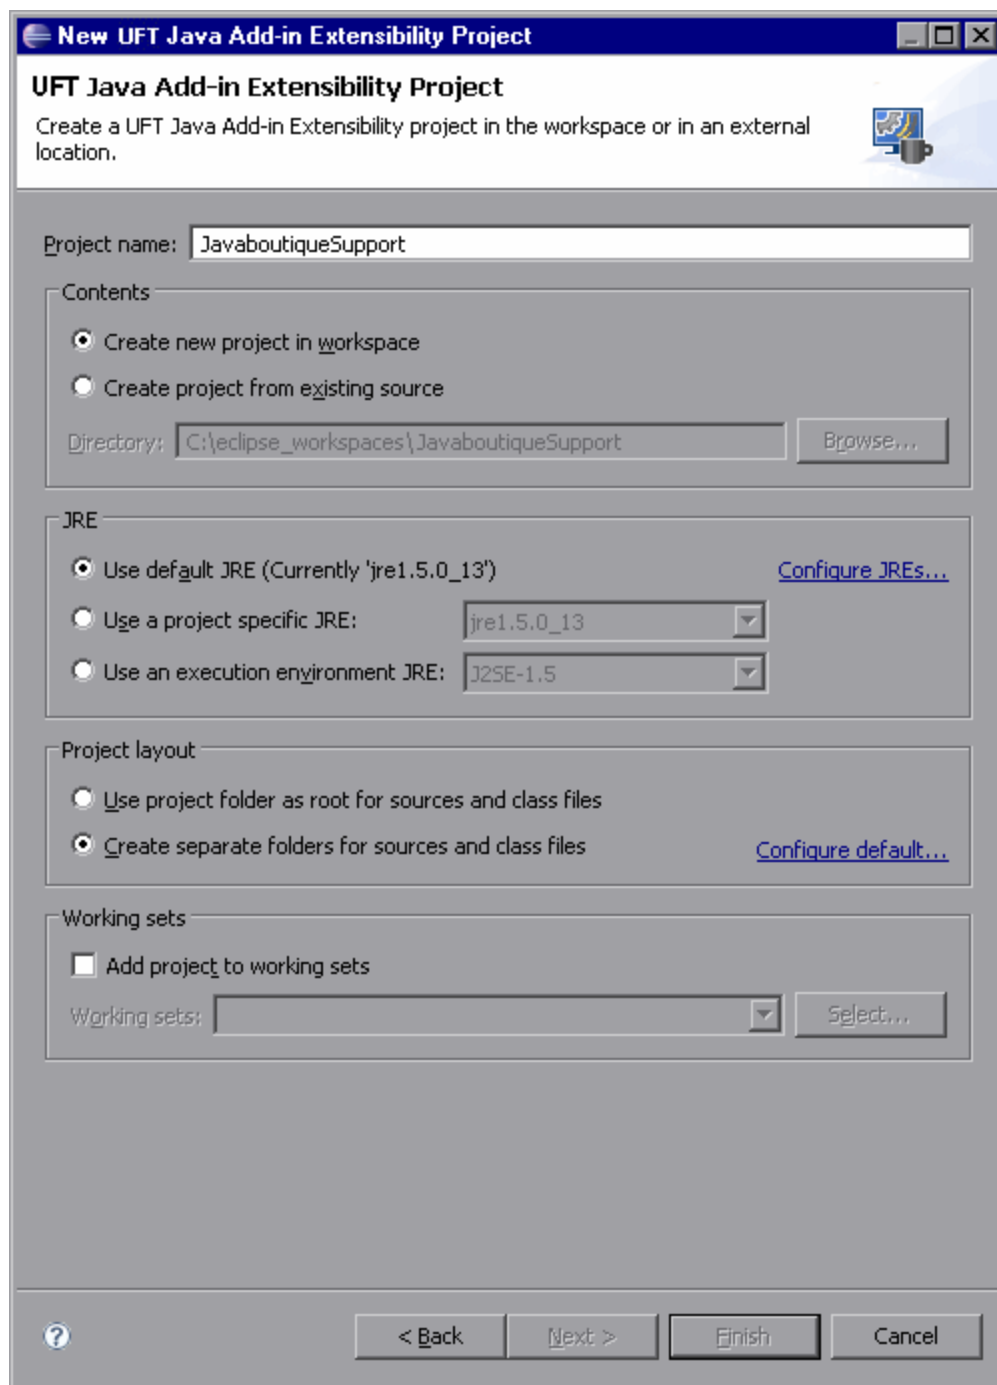 New UFT Java Add-in Extensibility Project
UFT Java Add-in Extensibility Project
Create a UFT Java Add-in Extensibility project in the workspace or in an external
location.
Project name: JavaboutiqueSupport
Contents
Create new project in workspace
Create project from existing source
Directory: C:\eclipse_workspaces\JavaboutiqueSupport Browse...
JRE
Use default JRE (Currently 'jre1.5.0_13') Configure JREs...
Use a project specific JRE: jre1.5.0_13
Use an execution environment JRE: J2SE-1.5
Project layout
Use project folder as root for sources and class files
Create separate folders for sources and class files Configure default...
Working sets
Add project to working sets
Working sets: Select...
? < Back Next > Finish Cancel